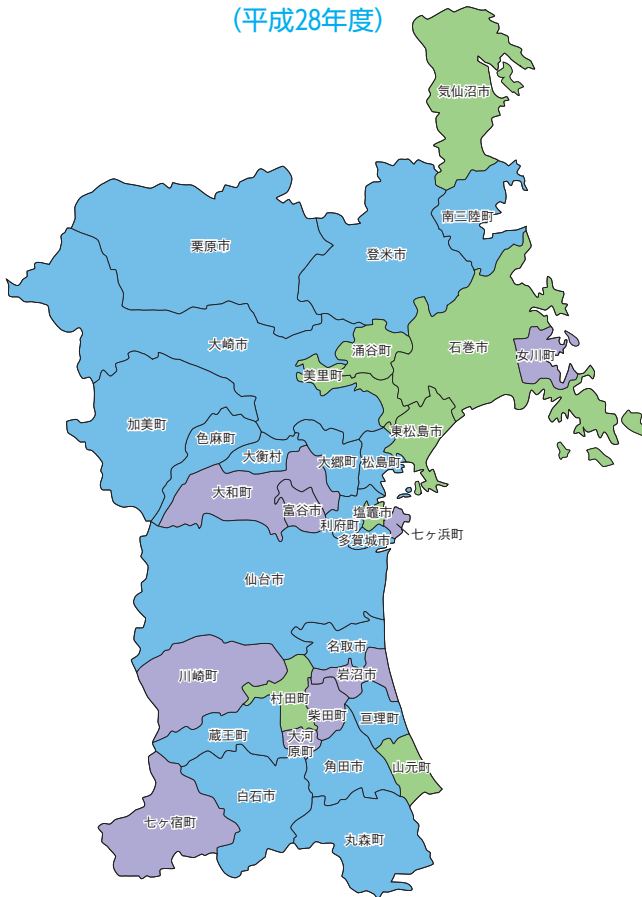 (平成28年度)
気仙沼市
南三陸町
栗原市
登米市
大崎市
涌谷町
石巻市
女川町
美里町
加美町
色麻町
東松島市
大衡村
大郷町
松島町
大和町
富谷市
塩竈市
利府町
七ヶ浜町
多賀城市
仙台市
名取市
川崎町
岩沼市
村田町
柴田町
亘理町
蔵王町
大河
原町
角田市
山元町
白石市
七ヶ宿町
丸森町